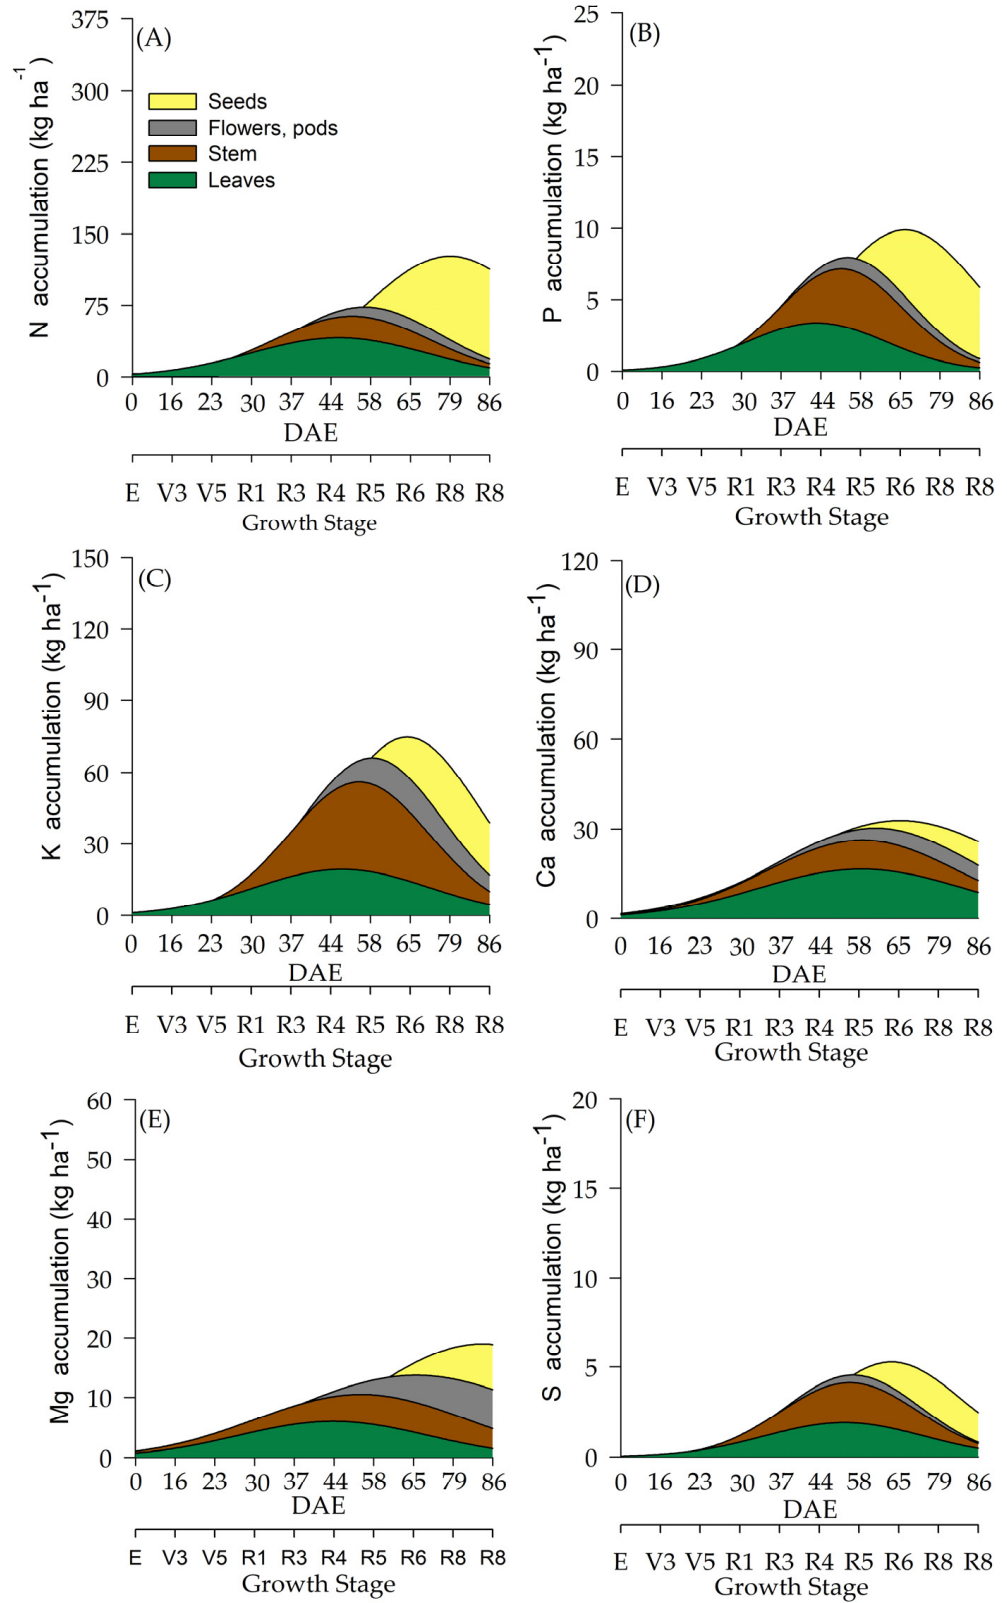 (A)
N accumulation (kg ha-1)
375
300
225
150
75
0
Seeds
Flowers, pods
Stem
Leaves
0 16 23 30 37 44 58 65 79 86
DAE
E V3 V5 R1 R3 R4 R5 R6 R8 R8
Growth Stage
(B)
P accumulation (kg ha-1)
25
20
15
10
5
0
0 16 23 30 37 44 58 65 79 86
DAE
E V3 V5 R1 R3 R4 R5 R6 R8 R8
Growth Stage
(C)
K accumulation (kg ha-1)
150
120
90
60
30
0
0 16 23 30 37 44 58 65 79 86
DAE
E V3 V5 R1 R3 R4 R5 R6 R8 R8
Growth Stage
(D)
Ca accumulation (kg ha-1)
120
90
60
30
0
0 16 23 30 37 44 58 65 79 86
DAE
E V3 V5 R1 R3 R4 R5 R6 R8 R8
Growth Stage
(E)
Mg accumulation (kg ha-1)
60
50
40
30
20
10
0
0 16 23 30 37 44 58 65 79 86
DAE
E V3 V5 R1 R3 R4 R5 R6 R8 R8
Growth Stage
(F)
S accumulation (kg ha-1)
20
15
10
5
0
0 16 23 30 37 44 58 65 79 86
DAE
E V3 V5 R1 R3 R4 R5 R6 R8 R8
Growth Stage